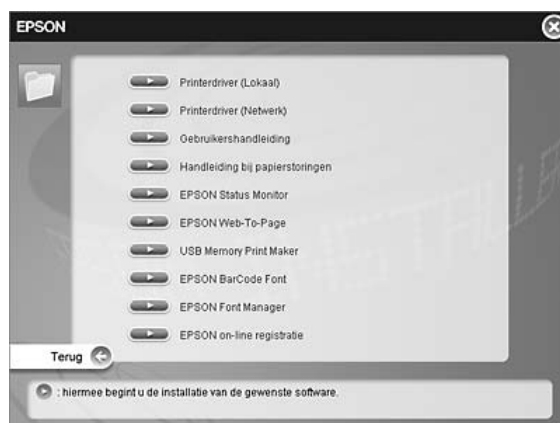 EPSON
Printerdriver (Lokaal)
Printerdriver (Netwerk)
Gebruikershandleiding
Handleiding bij papierstoringen
EPSON Status Monitor
EPSON Web-To-Page
USB Memory Print Maker
EPSON BarCode Font
EPSON Font Manager
EPSON on-line registratie
Terug
: hiermee begint u de installatie van de gewenste software.